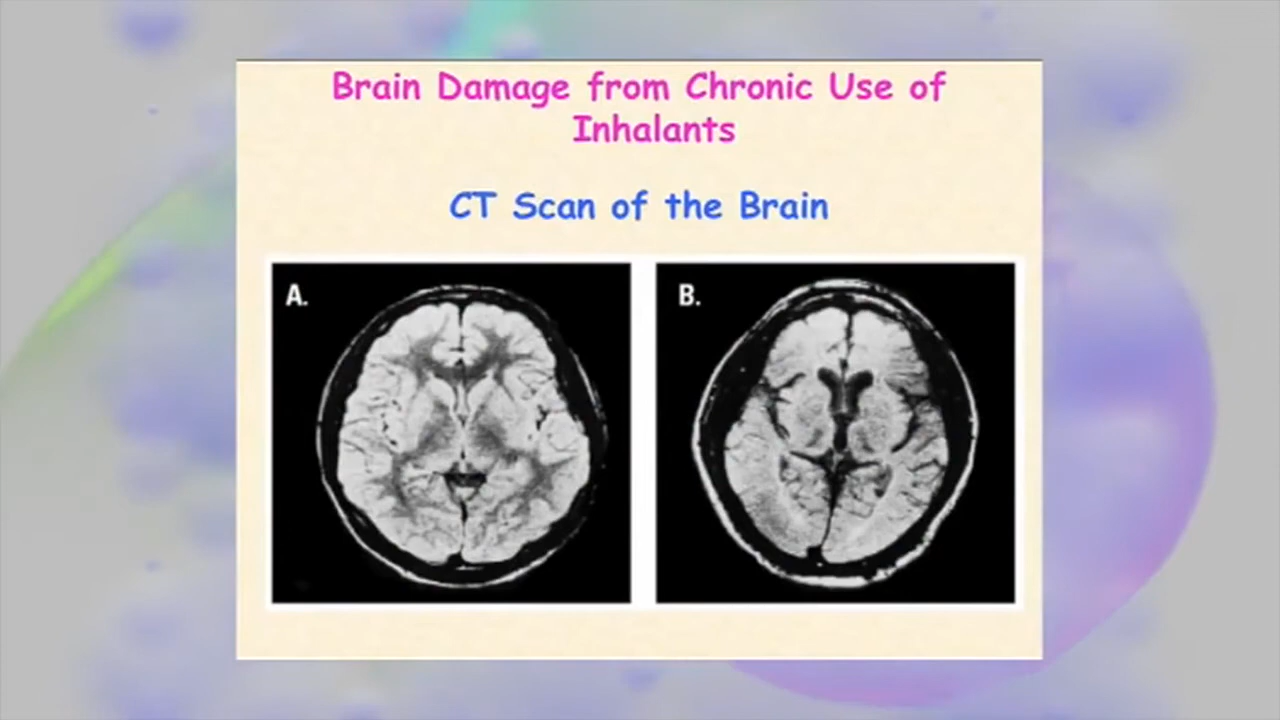 Brain Damage from Chronic Use of
Inhalants
CT Scan of the Brain
A.
B.